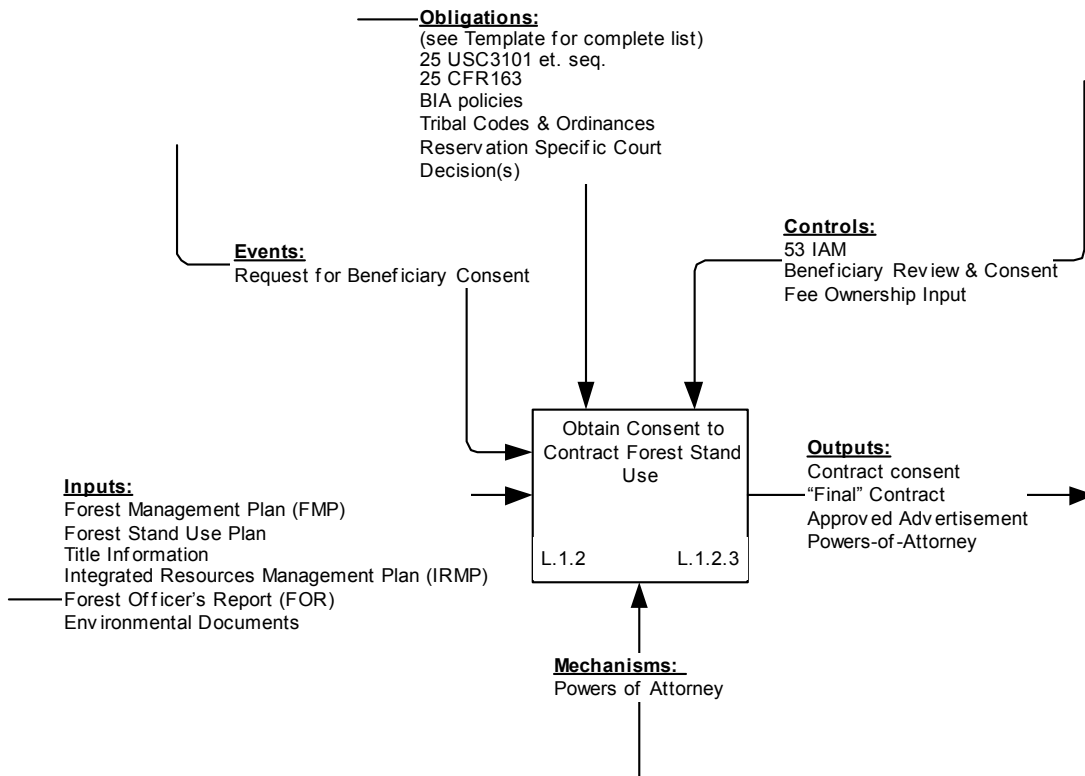 Obligations:
(see Template for complete list)
25 USC3101 et. seq.
25 CFR163
BIA policies
Tribal Codes & Ordinances
Reservation Specific Court
Decision(s)
Controls:
53 IAM
Beneficiary Review & Consent
Fee Ownership Input
Events:
Request for Beneficiary Consent
Obtain Consent to
Contract Forest Stand
Use
L.1.2 L.1.2.3
Inputs:
Forest Management Plan (FMP)
Forest Stand Use Plan
Title Information
Integrated Resources Management Plan (IRMP)
Forest Officer's Report (FOR)
Environmental Documents
Outputs:
Contract consent
“Final” Contract
Approved Advertisement
Powers-of-Attorney
Mechanisms:
Powers of Attorney